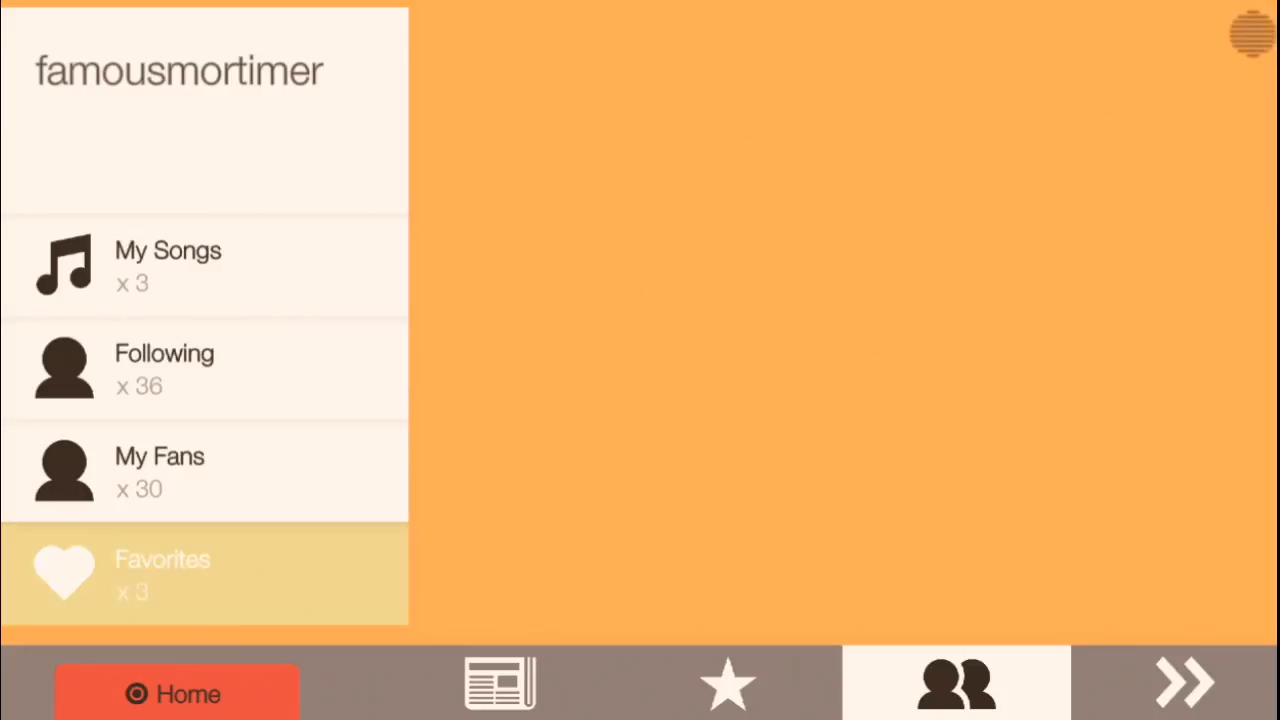 famousmortimer
My Songs
x 3
Following
x 36
My Fans
x 30
Favorites
x 3
Home